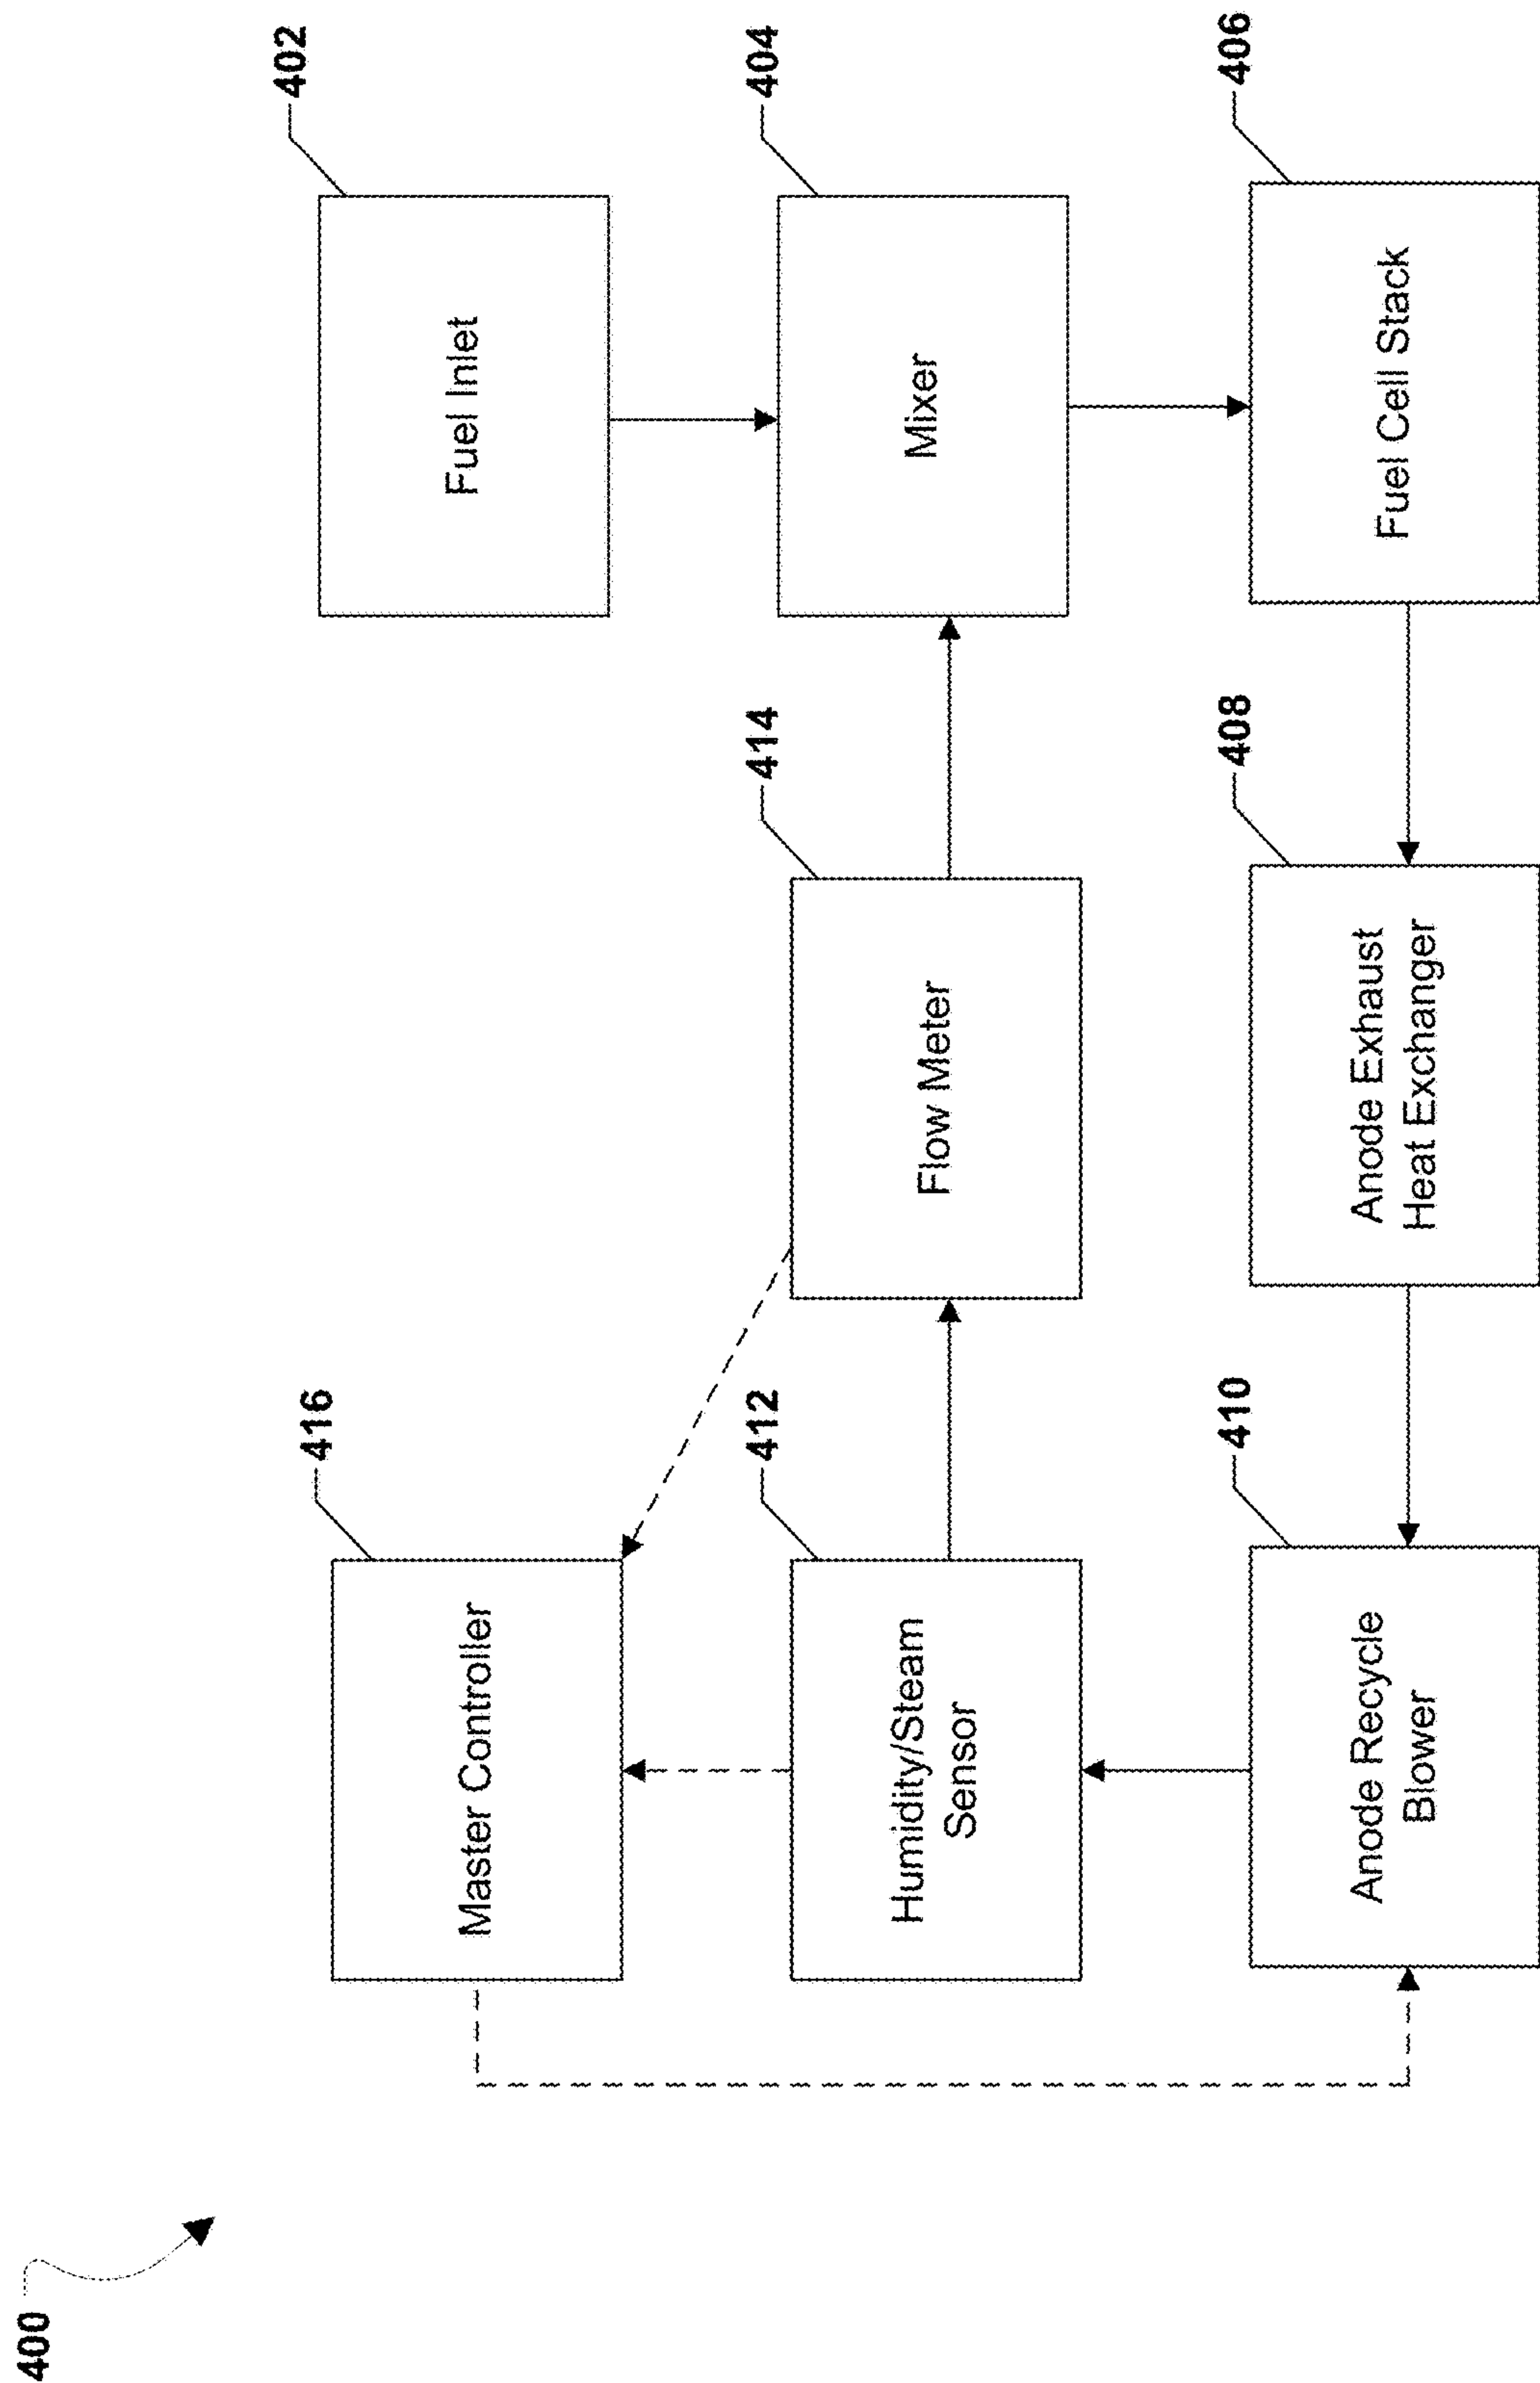 400
416
Master Controller
412
Humidity/Steam
Sensor
410
Anode Recycle
Blower
414
Flow Meter
408
Anode Exhaust
Heat Exchanger
402
Fuel Inlet
404
Mixer
406
Fuel Cell Stack